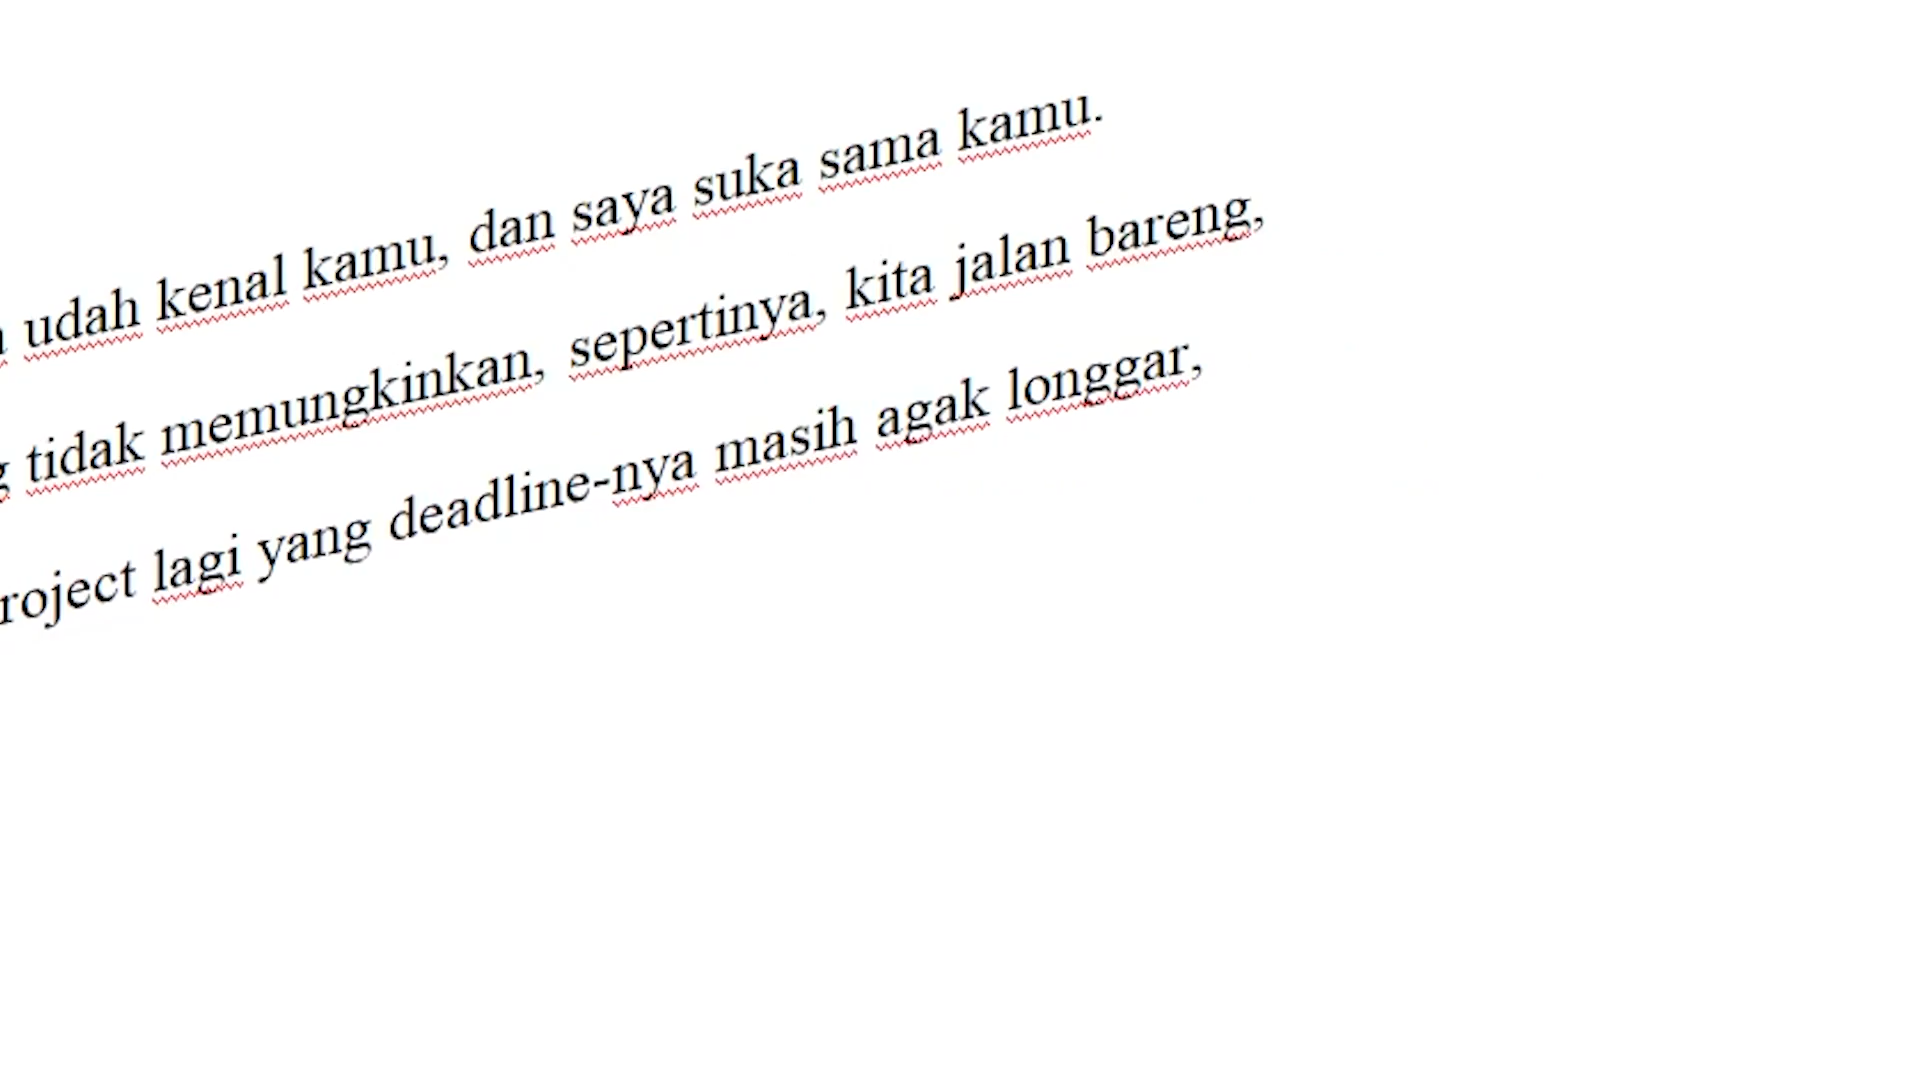 udah kenal kamu, dan saya suka sama kamu.
tidak memungkinkan, sepertinya, kita jalan bareng,
roject lagi yang deadline-nya masih agak longgar,